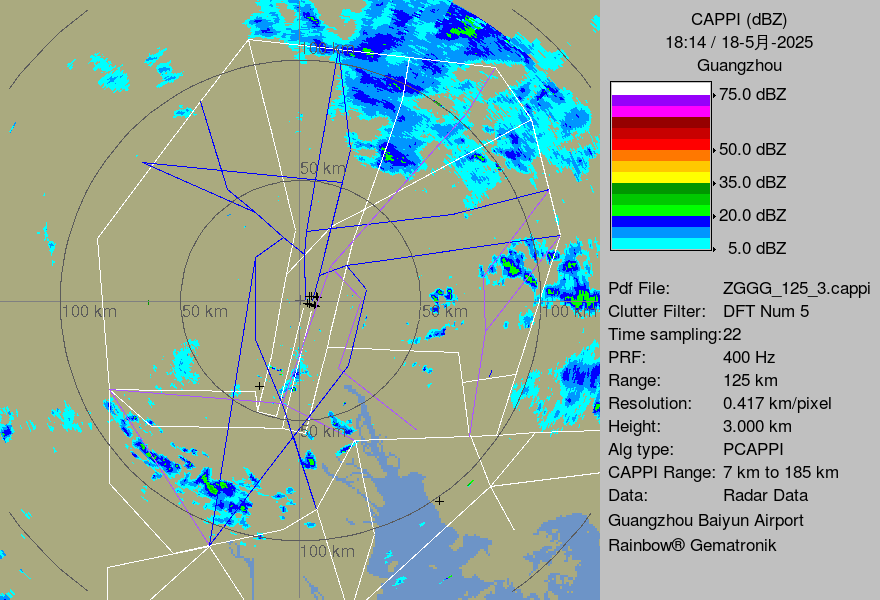 CAPPI (dBZ)
18:14 / 18-5月-2025
Guangzhou
75.0 dBZ
50.0 dBZ
35.0 dBZ
20.0 dBZ
5.0 dBZ
Pdf File: ZGGG_125_3.cappi
Clutter Filter: DFT Num 5
Time sampling:22
PRF: 400 Hz
Range: 125 km
Resolution: 0.417 km/pixel
Height: 3.000 km
Alg type: PCAPPI
CAPPI Range: 7 km to 185 km
Data: Radar Data
Guangzhou Baiyun Airport
Rainbow® Gematronik
100 km
50 km
100 km
50 km
50 km
100 km
50 km
100 km